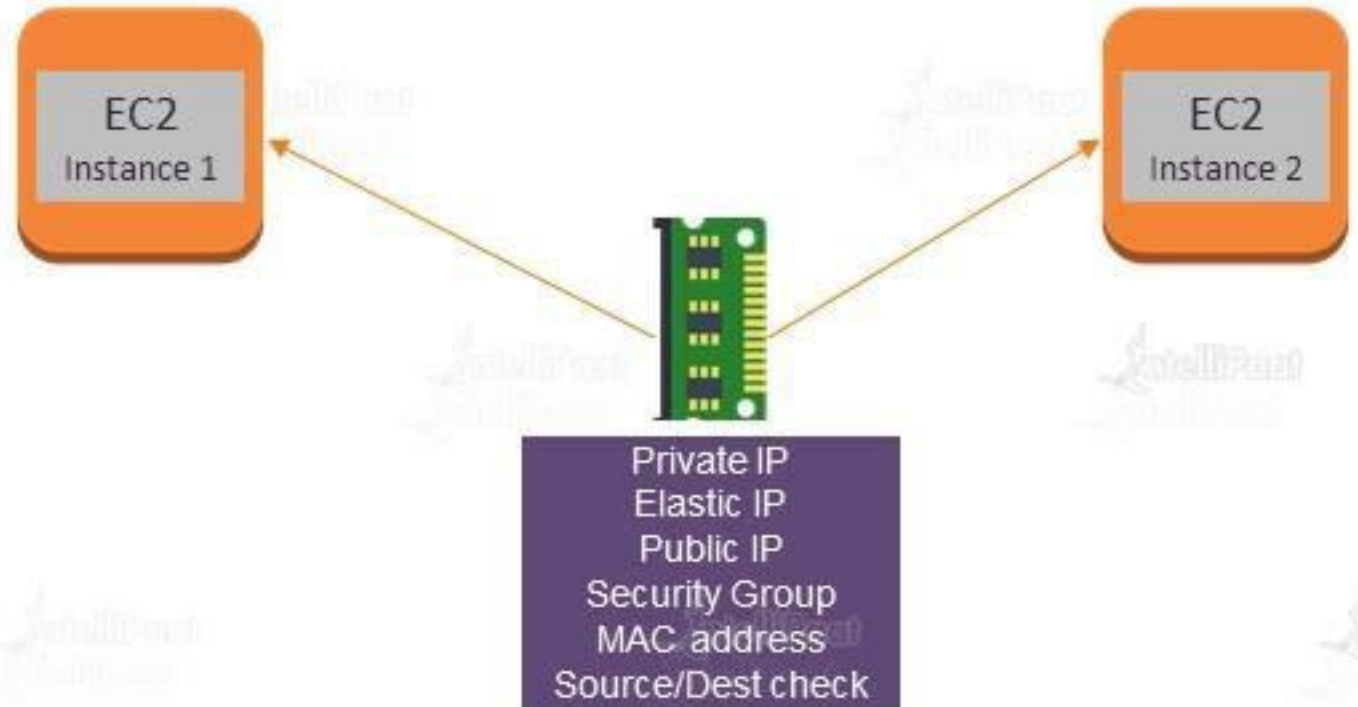 EC2
Instance 1
EC2
Instance 2
IntelliPaat
Private IP
Elastic IP
Public IP
Security Group
MAC address
Source/Dest check